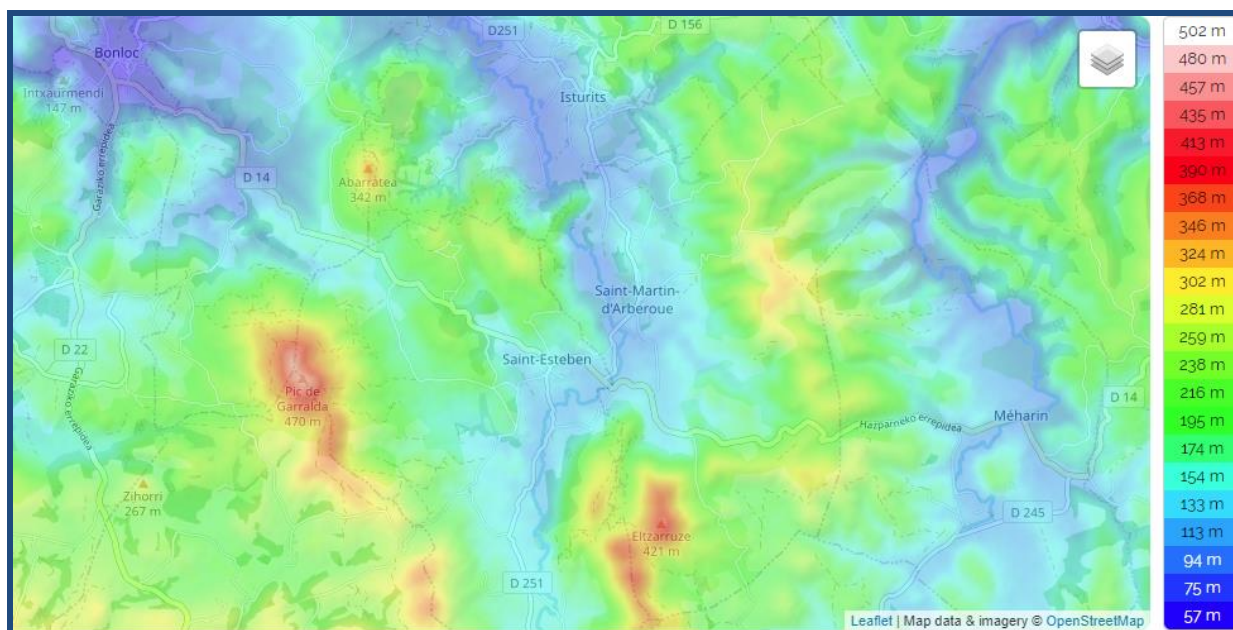 D251
D 156
Bonloc
Intxaurmendi
147 m
Isturits
Garaziko errepidea
D 14
Abarratea
342 m
Saint-Martin-
d'Arberoue
Saint-Esteben
D 22
Garaziko errepidea
Pic de
Garralda
470 m
D 14
Méharin
Hazparneko errepidea
Zihorri
267 m
D 245
Eltzarruze
421 m
D 251
Leaflet | Map data & imagery © OpenStreetMap
502 m
480 m
457 m
435 m
413 m
390 m
368 m
346 m
324 m
302 m
281 m
259 m
238 m
216 m
195 m
174 m
154 m
133 m
113 m
94 m
75 m
57 m